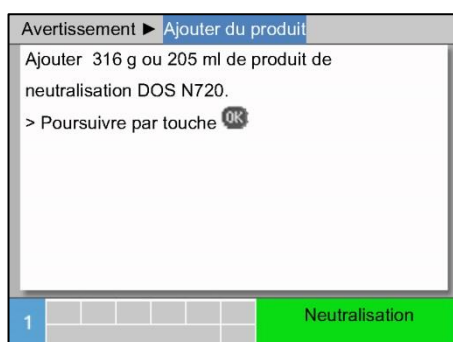 Avertissement ► Ajouter du produit
Ajouter 316 g ou 205 ml de produit de
neutralisation DOS N720.
> Poursuivre par touche OK
1
Neutralisation